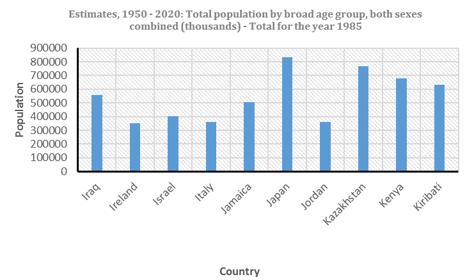 Estimates, 1950 - 2020: Total population by broad age group, both sexes
combined (thousands) - Total for the year 1985
900000
800000
700000
600000
500000
400000
300000
200000
100000
0
Population
Iraq
Ireland
Israel
Italy
Jamaica
Japan
Jordan
Kazakhstan
Kenya
Kiribati
Country